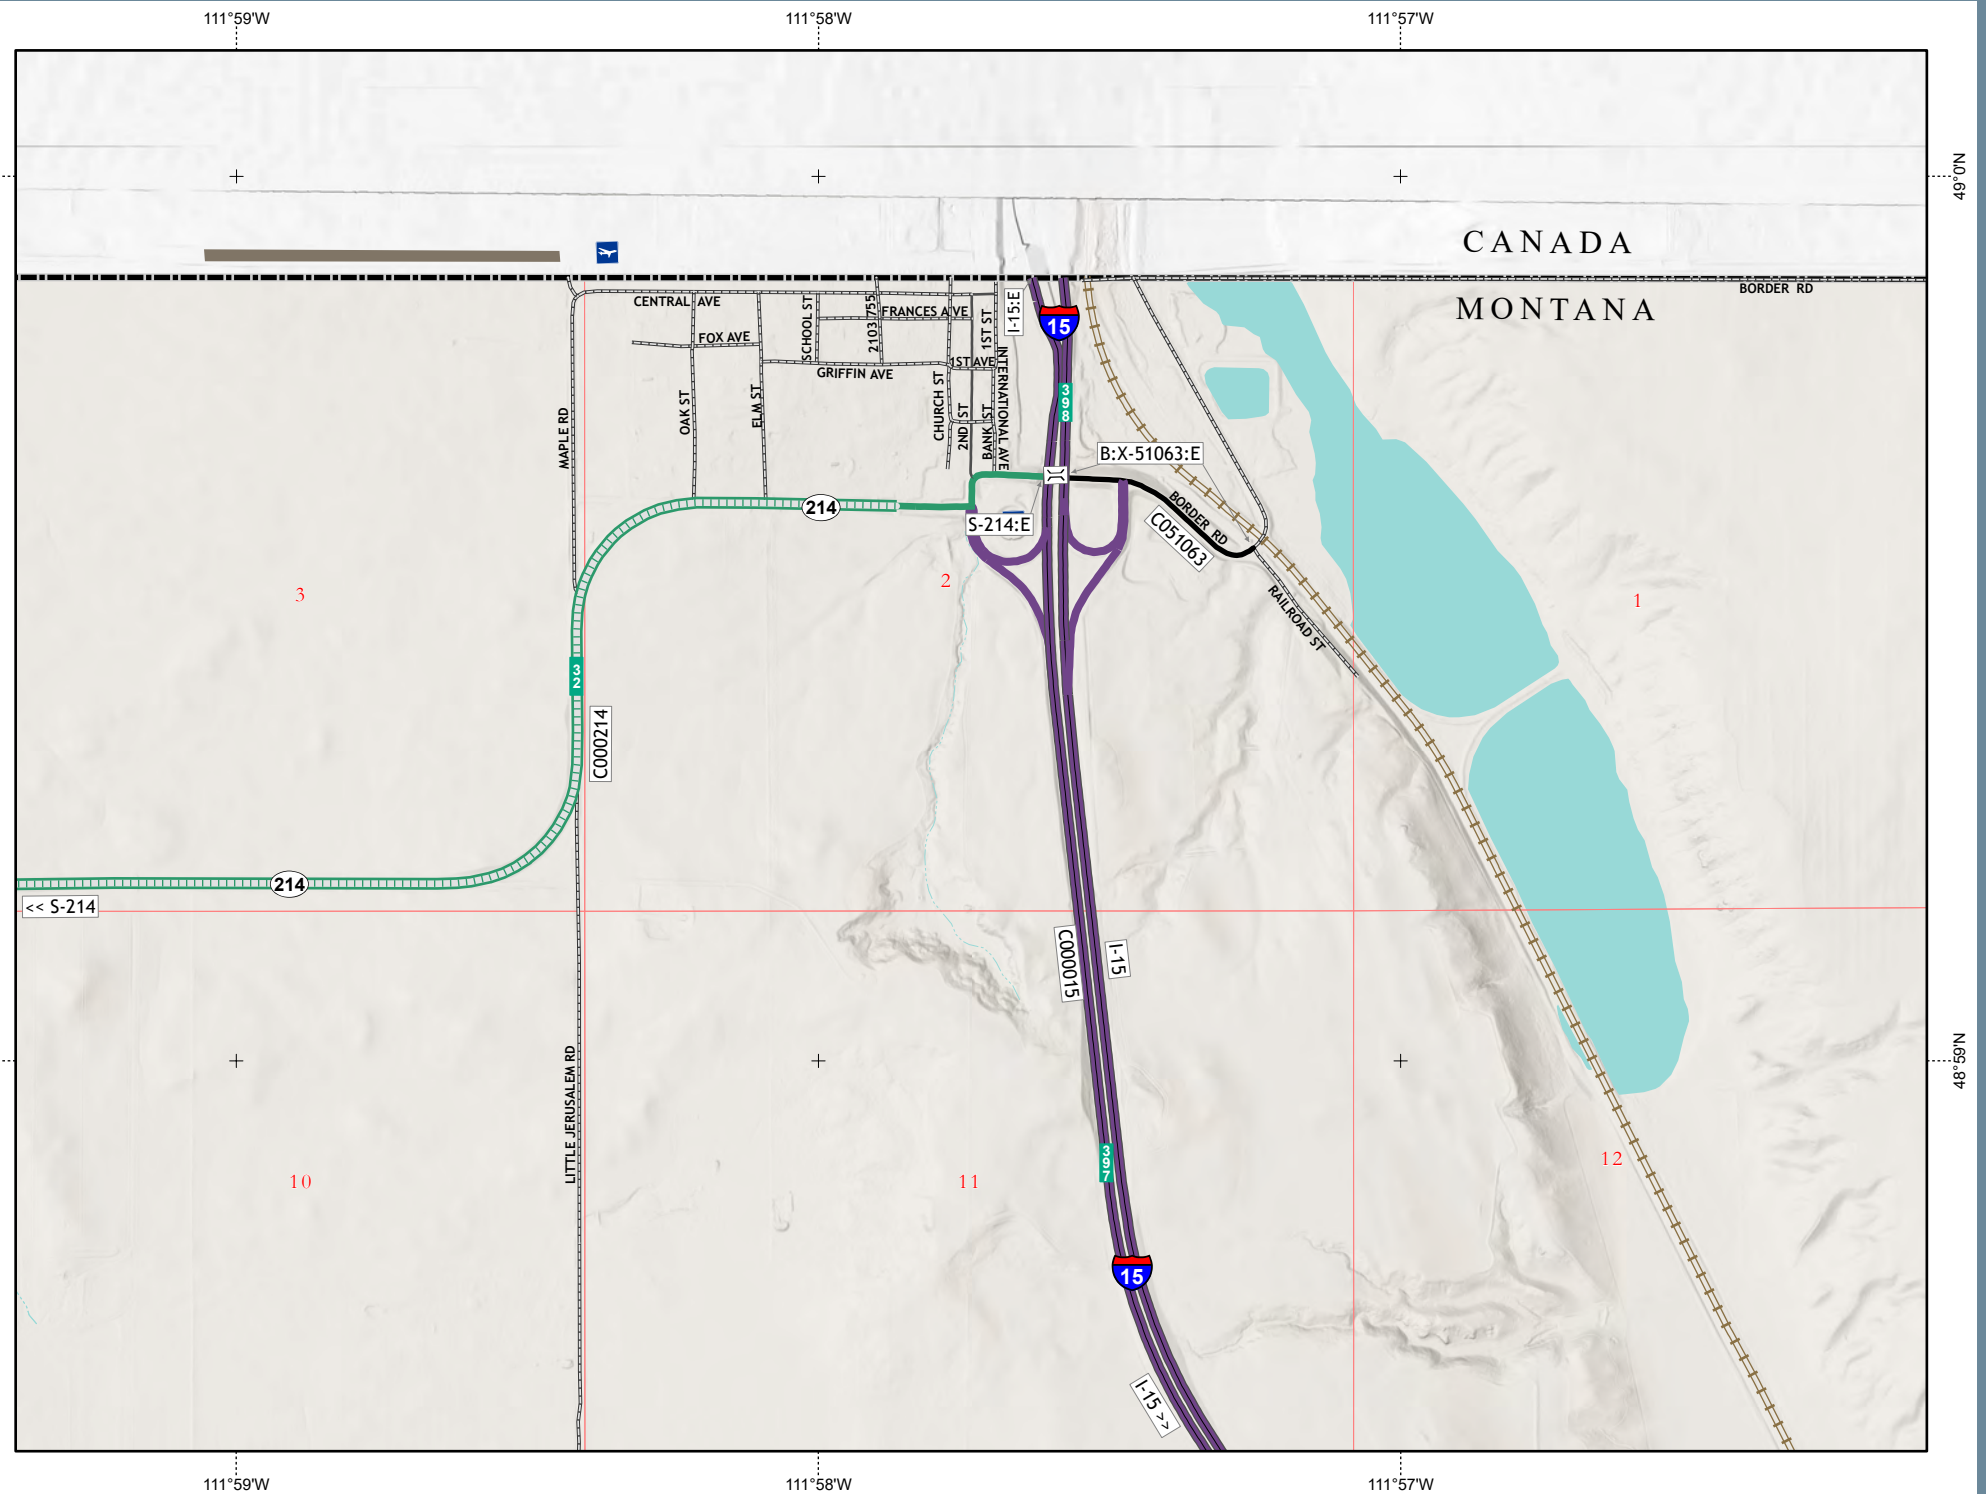 111°59'W
111°58'W
111°57'W
49°0'N
CANADA
MONTANA
BORDER RD
I-15:E
15
CENTRAL AVE
SCHOOL ST
2103 755
FRANCES AVE
1ST ST
FOX AVE
1ST AVE
GRIFFIN AVE
INTERNATIONAL AVE
OAK ST
ELM ST
CHURCH ST
2ND ST
BANK ST
MAPLE RD
398
B:X-51063:E
214
S-214:E
BORDER RD
C051063
RAILROAD ST
3
2
1
32
C000214
214
<< S-214
C000015
I-15
48°59'N
LITTLE JERUSALEM RD
397
10
11
12
15
I-15 >>
111°59'W
111°58'W
111°57'W